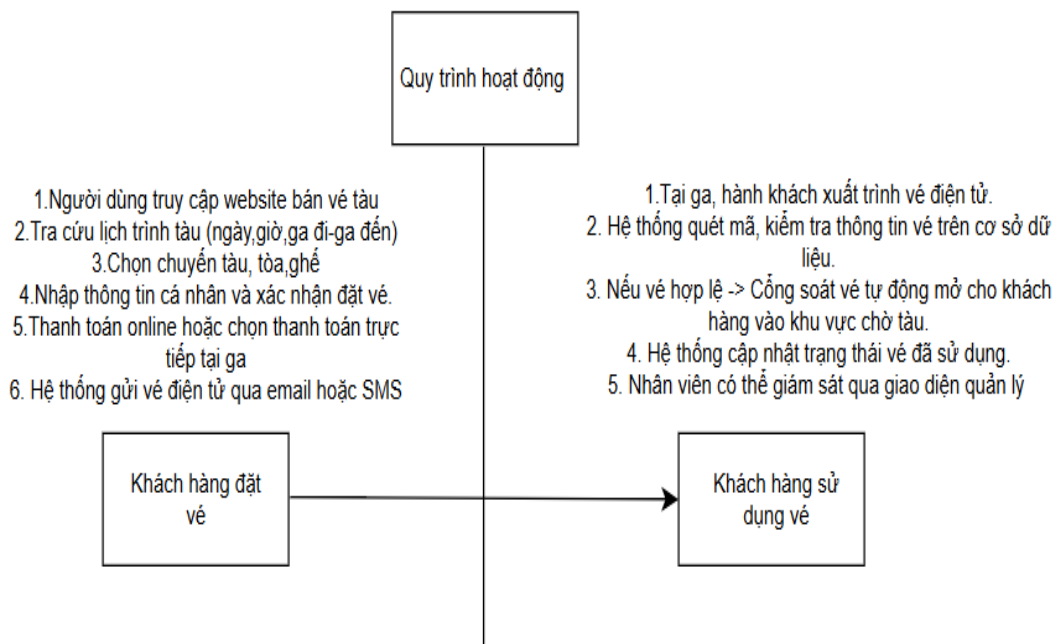 Quy trình hoạt động
1.Người dùng truy cập website bán vé tàu
2.Tra cứu lịch trình tàu (ngày,giờ,ga đi-ga đến)
3.Chọn chuyến tàu, tòa,ghế
4.Nhập thông tin cá nhân và xác nhận đặt vé.
5.Thanh toán online hoặc chọn thanh toán trực
tiếp tại ga
6. Hệ thống gửi vé điện tử qua email hoặc SMS
1.Tại ga, hành khách xuất trình vé điện tử.
2. Hệ thống quét mã, kiểm tra thông tin vé trên cơ sở dữ
liệu.
3. Nếu vé hợp lệ -> Cổng soát vé tự động mở cho khách
hàng vào khu vực chờ tàu.
4. Hệ thống cập nhật trạng thái vé đã sử dụng.
5. Nhân viên có thể giám sát qua giao diện quản lý
Khách hàng đặt
vé
Khách hàng sử
dụng vé